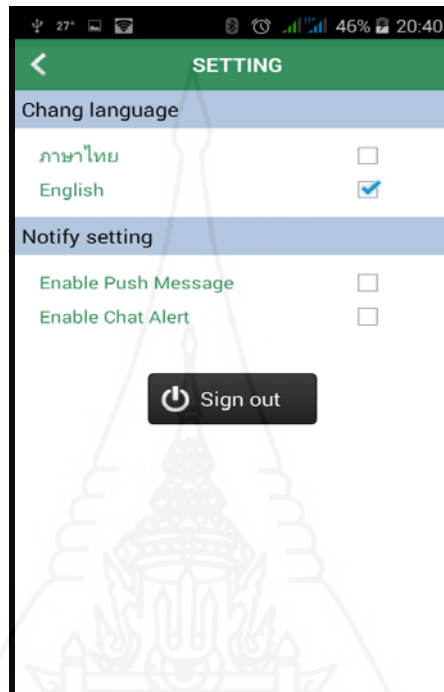 27° 46% 20:40
SETTING
Chang language
ภาษาไทย
English
Notify setting
Enable Push Message
Enable Chat Alert
Sign out